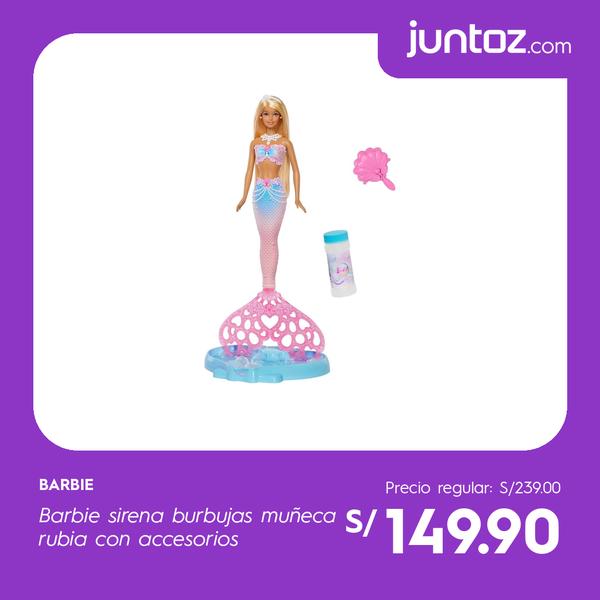 juntoz.com
BARBIE
Barbie sirena burbujas muñeca
rubia con accesorios
Precio regular: S/239.00
S/149.90